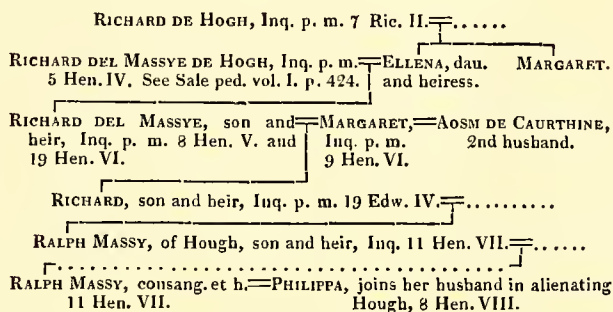 RICHARD DE HOGH, Inq. p. m. 7 Ric. II.=......
RICHARD DEL MASSYE DE HOGH, Inq. p. m.=ELLENA, dau. MARGARET.
5 Hen. IV. See Sale ped. vol. I. p. 424. and heiress.
RICHARD DEL MASSYE, son and=MARGARET,=AOSM DE CAURTHINE,
heir, Inq. p. m. 8 Hen. V. and Inq. p. m. 2nd husband.
19 Hen. VI. 9 Hen. VI.
RICHARD, son and heir, Inq. p. m. 19 Edw. IV.=..........
RALPH MASSY, of Hough, son and heir, Inq. 11 Hen. VII.=......
RALPH MASSY, consang. et h.=PHILIPPA, joins her husband in alienating
11 Hen. VII. Hough, 8 Hen. VIII.